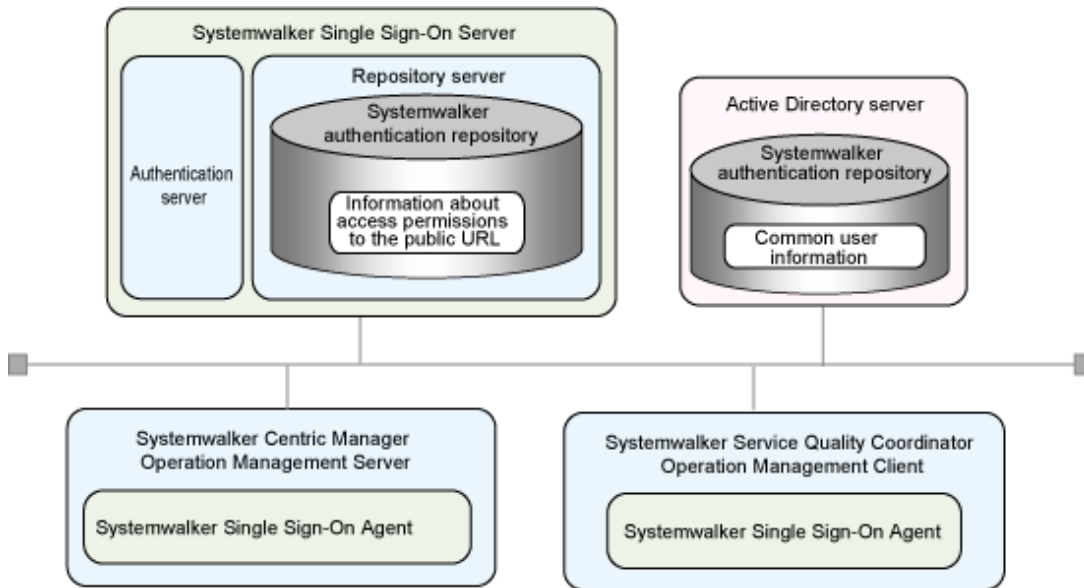 Systemwalker Single Sign-On Server
Authentication
server
Repository server
Systemwalker
authentication repository
Information about
access permissions
to the public URL
Active Directory server
Systemwalker
authentication repository
Common user
information
Systemwalker Centric Manager
Operation Management Server
Systemwalker Single Sign-On Agent
Systemwalker Service Quality Coordinator
Operation Management Client
Systemwalker Single Sign-On Agent